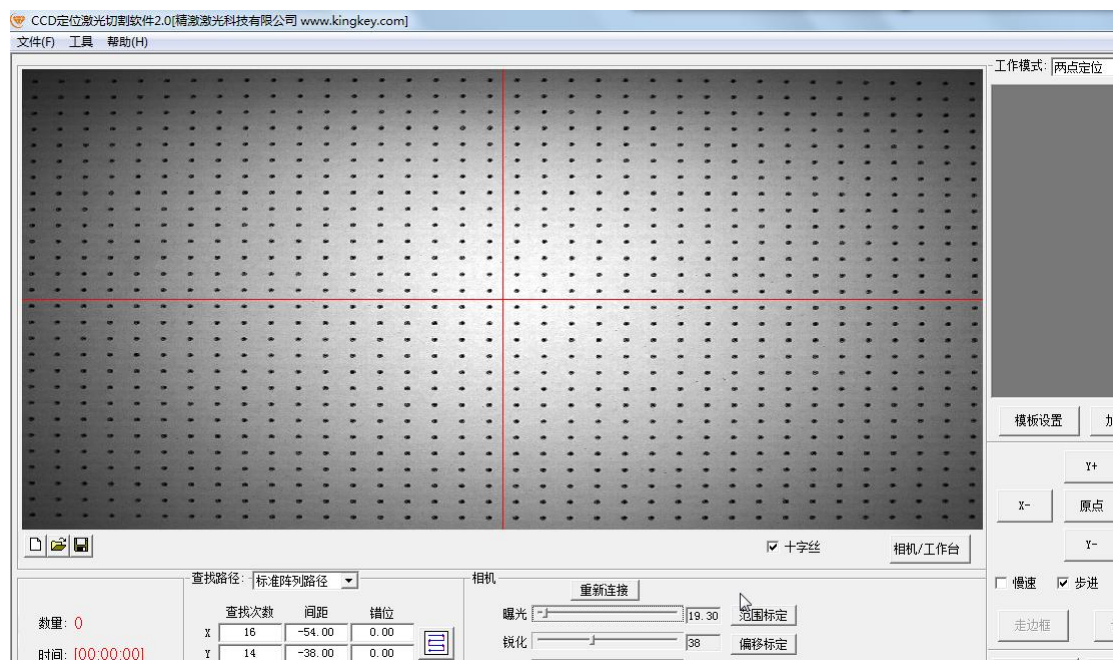 CCD定位激光切割软件2.0[精激激光科技有限公司 www.kingkey.com]
文件(F) 工具 帮助(H)
工作模式: 两点定位
模板设置
Y+
X- 原点
Y-
十字丝 相机/工作台
慢速 步进
走边框
查找路径: 标准阵列路径
查找次数 间距 错位
X 16 -54.00 0.00
Y 14 -38.00 0.00
数量: 0
时间: [00:00:00]
相机
重新连接
曝光 19.30 范围标定
锐化 38 偏移标定